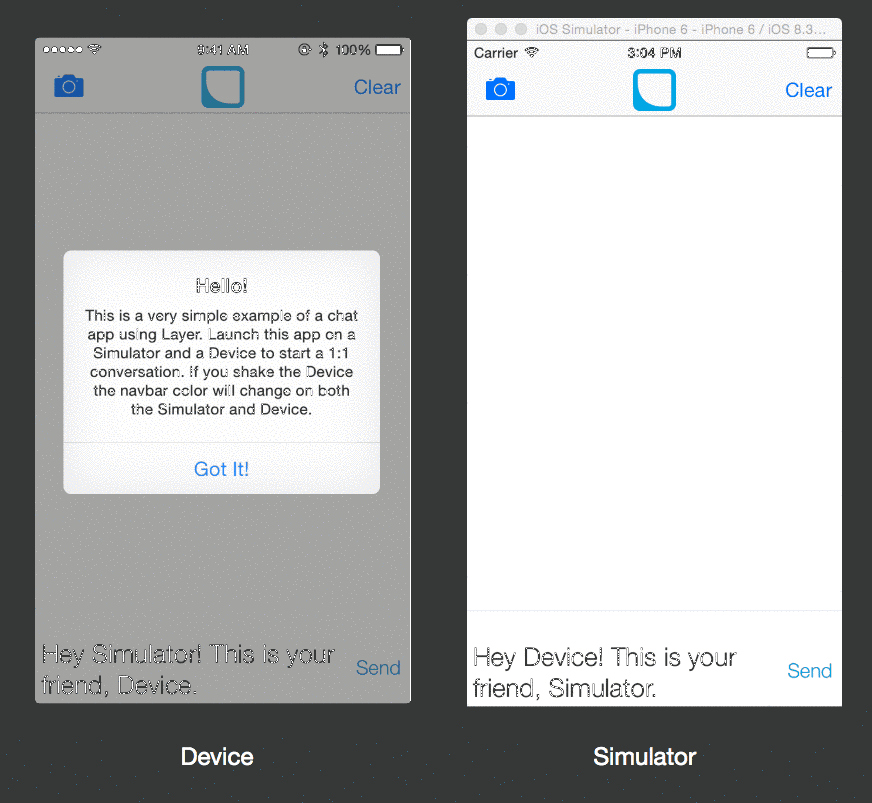 9:41 AM 100%
Clear
Hello!
This is a very simple example of a chat
app using Layer. Launch this app on a
Simulator and a Device to start a 1:1
conversation. If you shake the Device
the navbar color will change on both
the Simulator and Device.
Got It!
Hey Simulator! This is your
friend, Device.
Send
Device
iOS Simulator - iPhone 6 - iPhone 6 / iOS 8.3...
Carrier 3:04 PM
Clear
Hey Device! This is your
friend, Simulator.
Send
Simulator